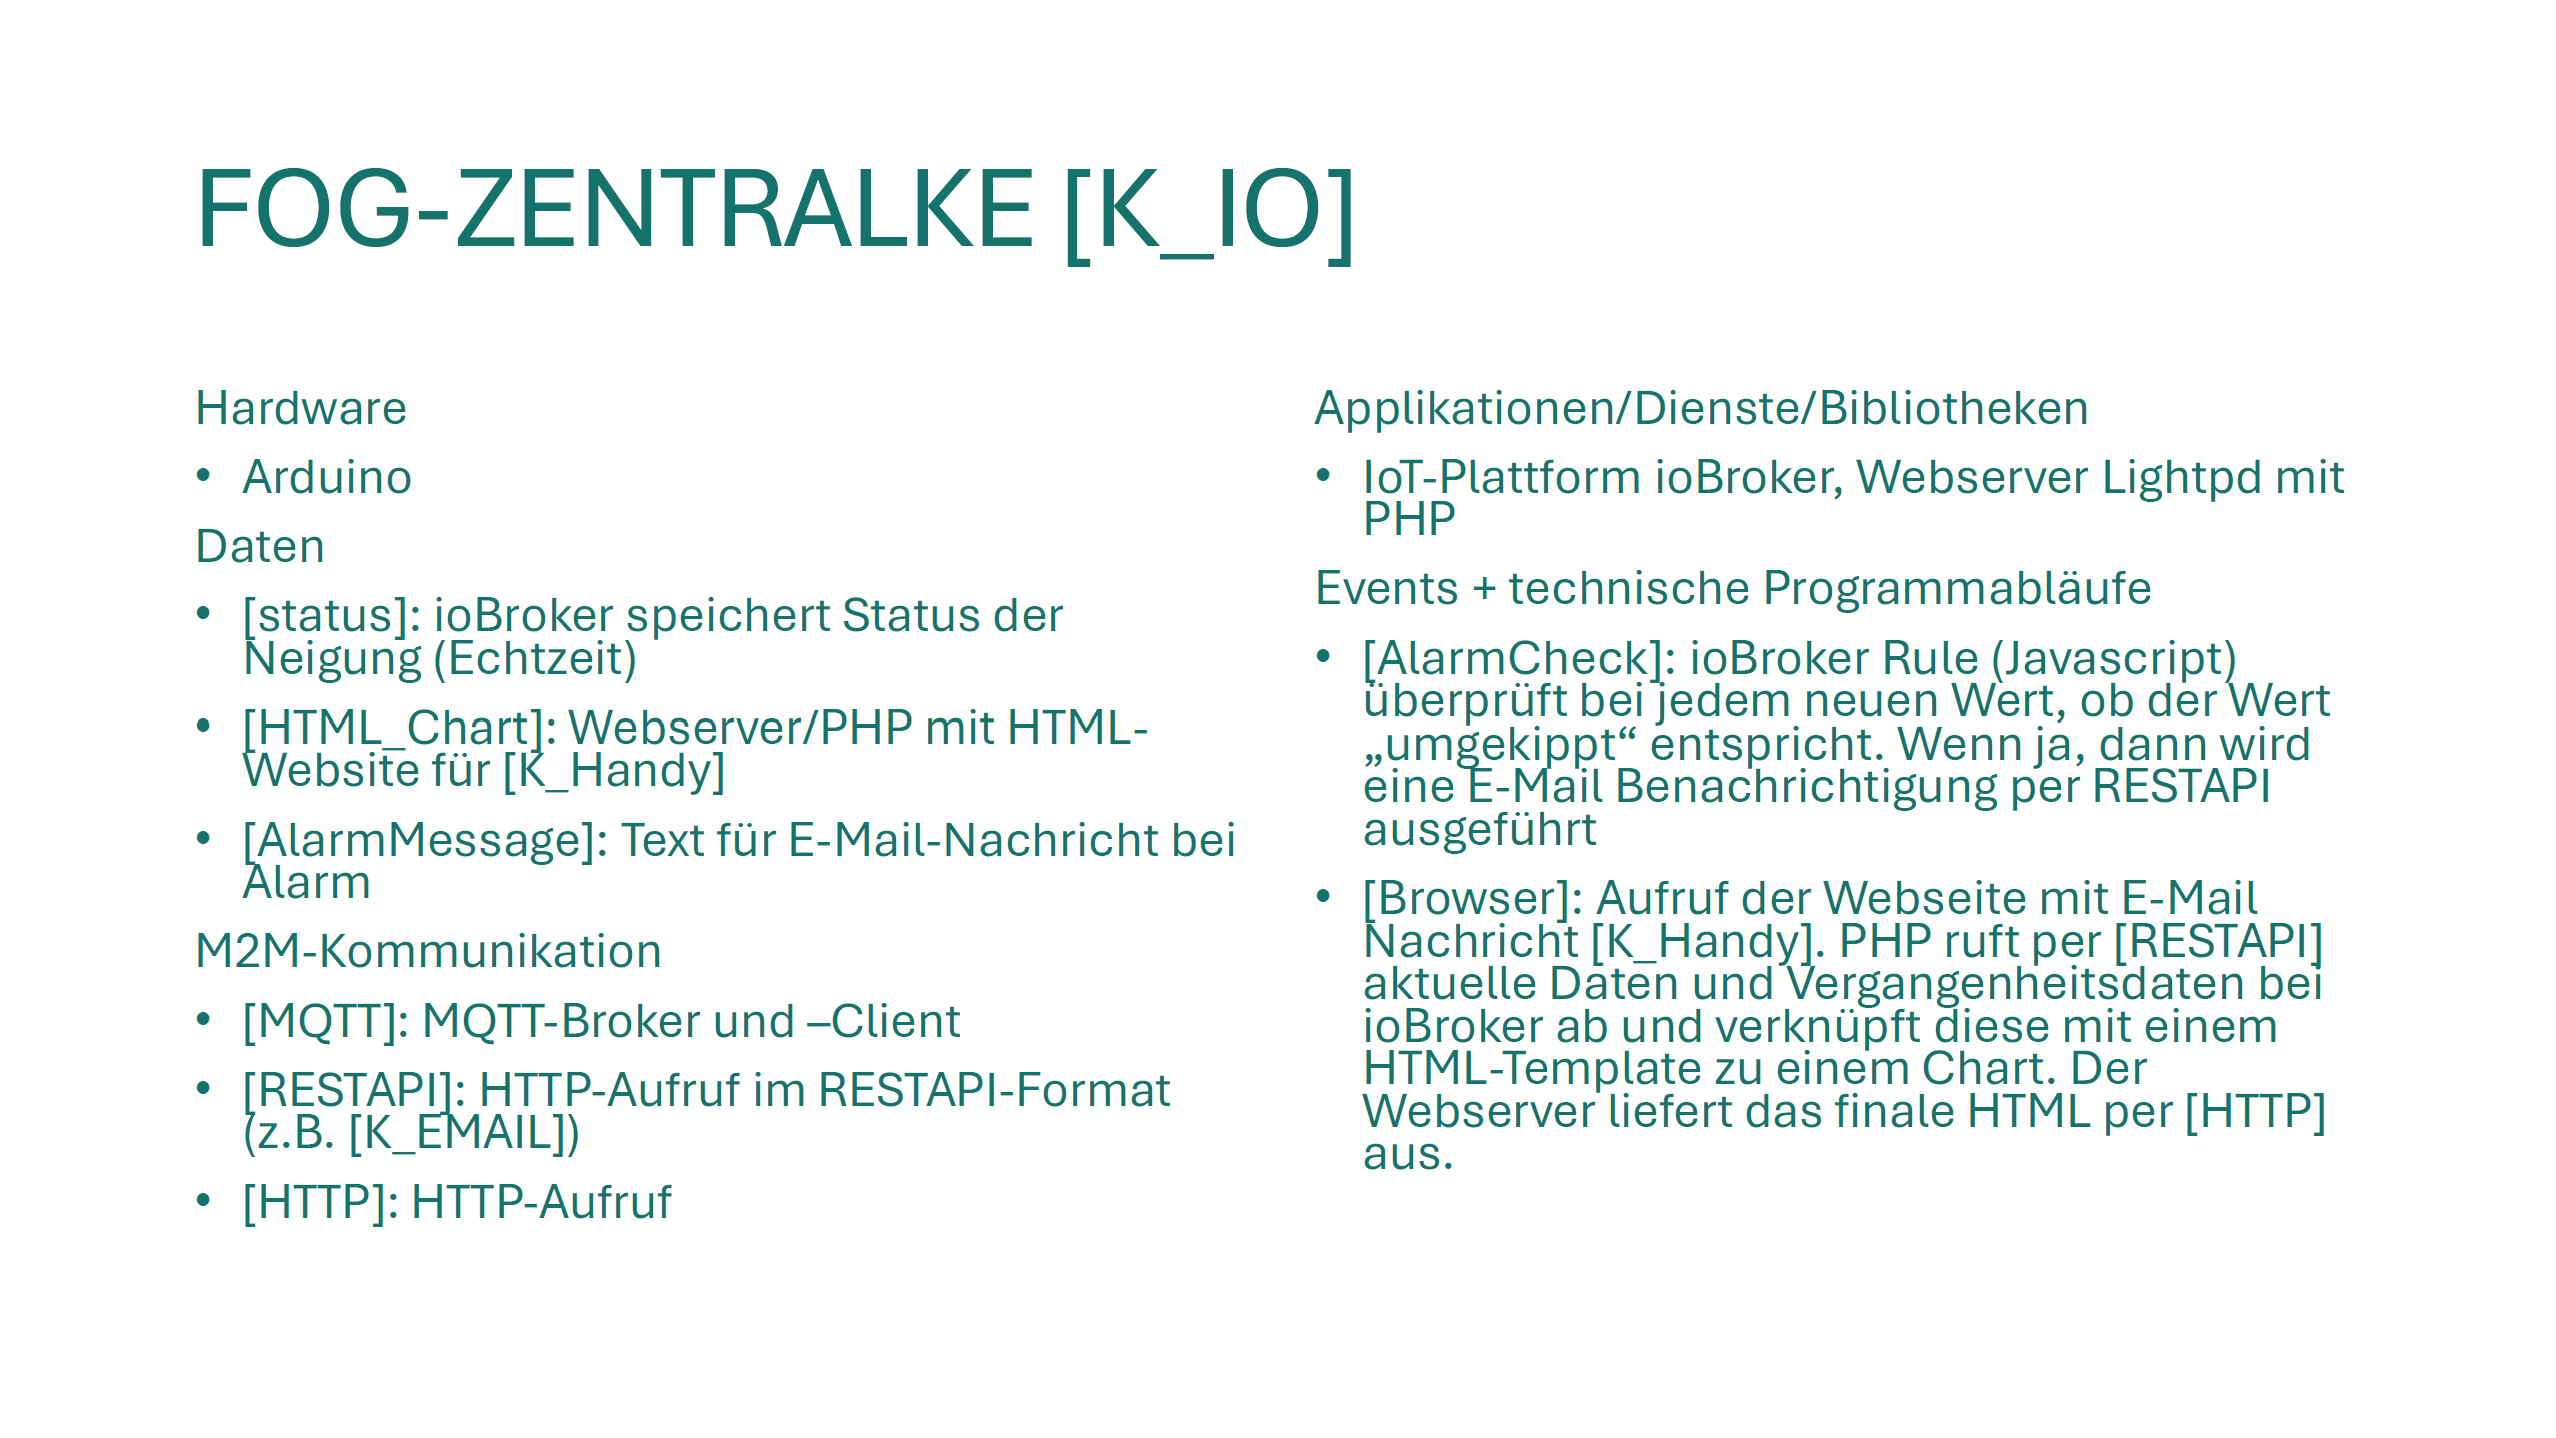 FOG-ZENTRALKE [K_IO]
Hardware
• Arduino
Daten
• [status]: ioBroker speichert Status der
Neigung (Echtzeit)
• [HTML_Chart]: Webserver/PHP mit HTML-
Website für [K_Handy]
• [AlarmMessage]: Text für E-Mail-Nachricht bei
Alarm
M2M-Kommunikation
• [MQTT]: MQTT-Broker und –Client
• [RESTAPI]: HTTP-Aufruf im RESTAPI-Format
(z.B. [K_EMAIL])
• [HTTP]: HTTP-Aufruf
Applikationen/Dienste/Bibliotheken
• IoT-Plattform ioBroker, Webserver Lightpd mit
PHP
Events + technische Programmabläufe
• [AlarmCheck]: ioBroker Rule (Javascript)
überprüft bei jedem neuen Wert, ob der Wert
„umgekippt“ entspricht. Wenn ja, dann wird
eine E-Mail Benachrichtigung per RESTAPI
ausgeführt
• [Browser]: Aufruf der Webseite mit E-Mail
Nachricht [K_Handy]. PHP ruft per [RESTAPI]
aktuelle Daten und Vergangenheitsdaten bei
ioBroker ab und verknüpft diese mit einem
HTML-Template zu einem Chart. Der
Webserver liefert das finale HTML per [HTTP]
aus.